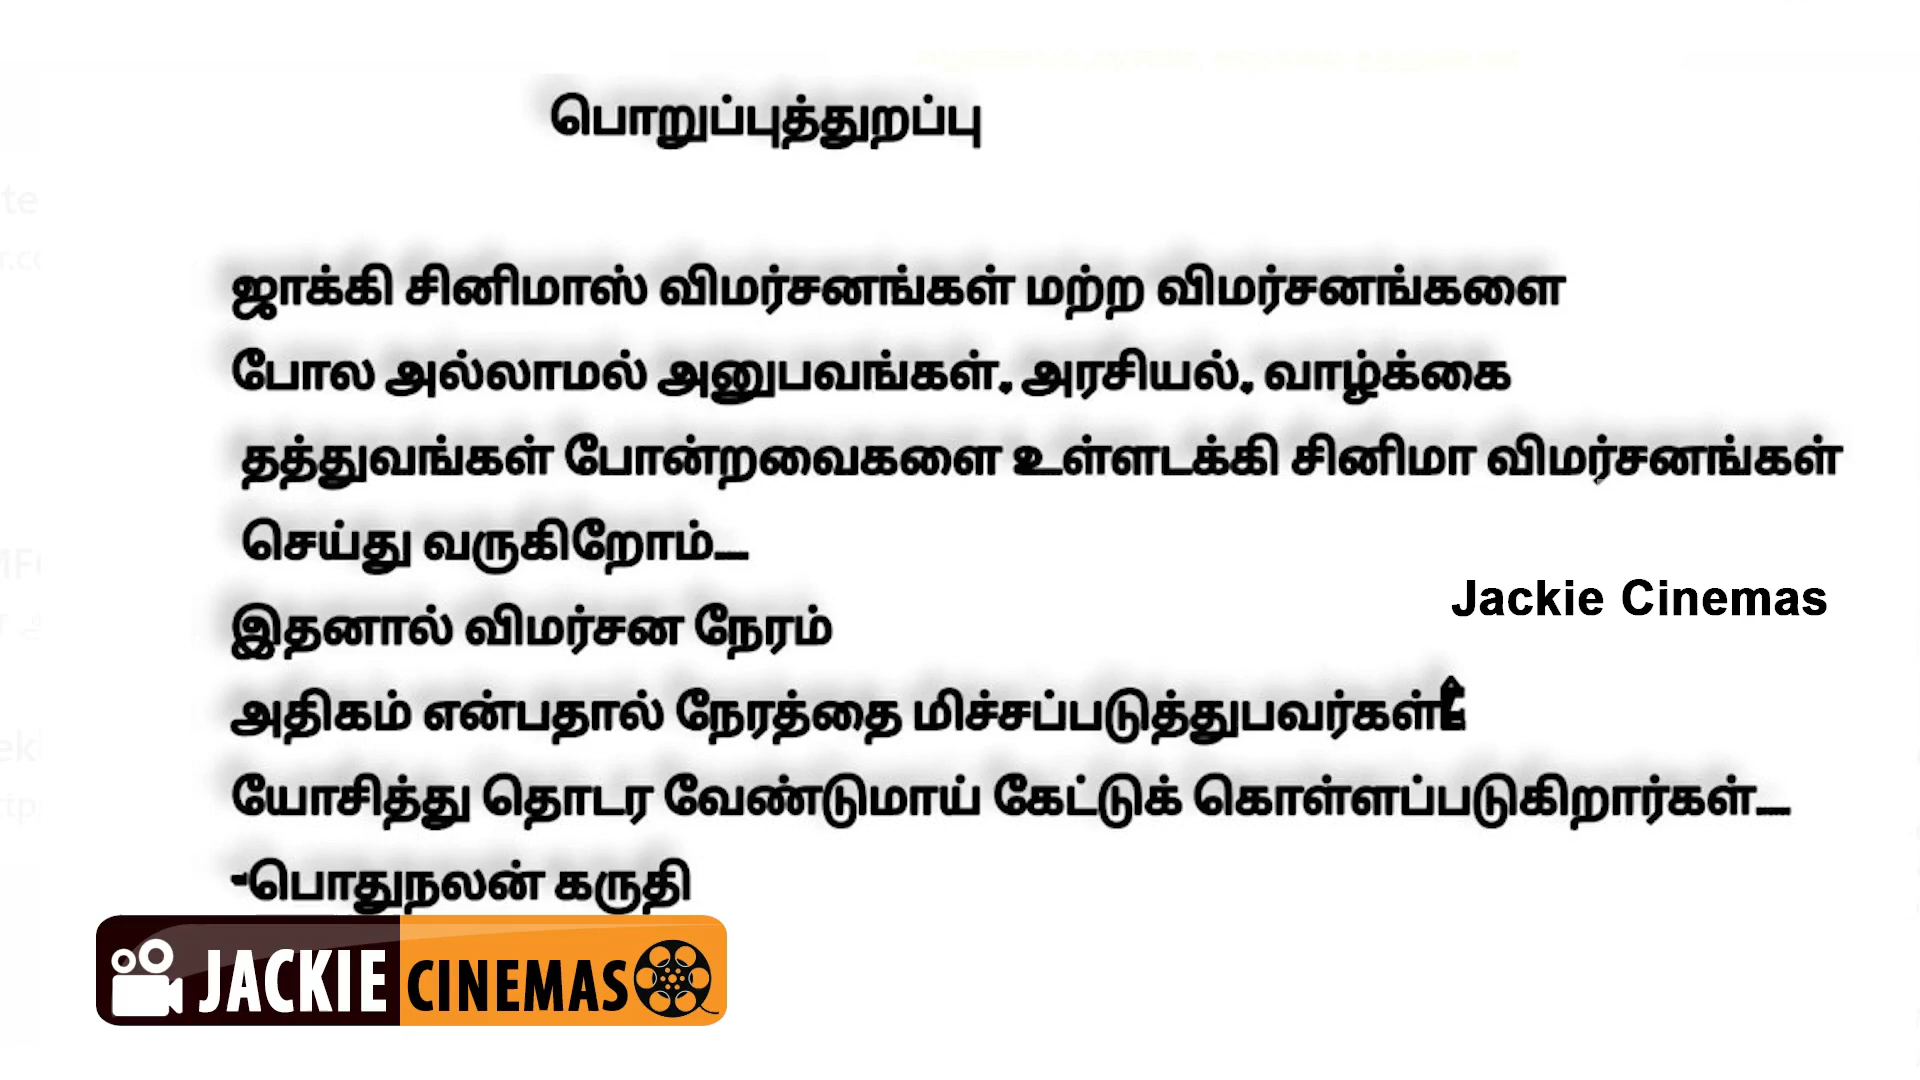 பொறுப்புத்துறப்பு
ஜாக்கி சினிமாஸ் விமர்சனங்கள் மற்ற விமர்சனங்களை
போல அல்லாமல் அனுபவங்கள், அரசியல், வாழ்க்கை
தத்துவங்கள் போன்றவைகளை உள்ளடக்கி சினிமா விமர்சனங்கள்
செய்து வருகிறோம்...
Jackie Cinemas
இதனால் விமர்சன நேரம்
அதிகம் என்பதால் நேரத்தை மிச்சப்படுத்துபவர்கள்
யோசித்து தொடர வேண்டுமாய் கேட்டுக் கொள்ளப்படுகிறார்கள்...
-பொதுநலன் கருதி
JACKIE CINEMAS